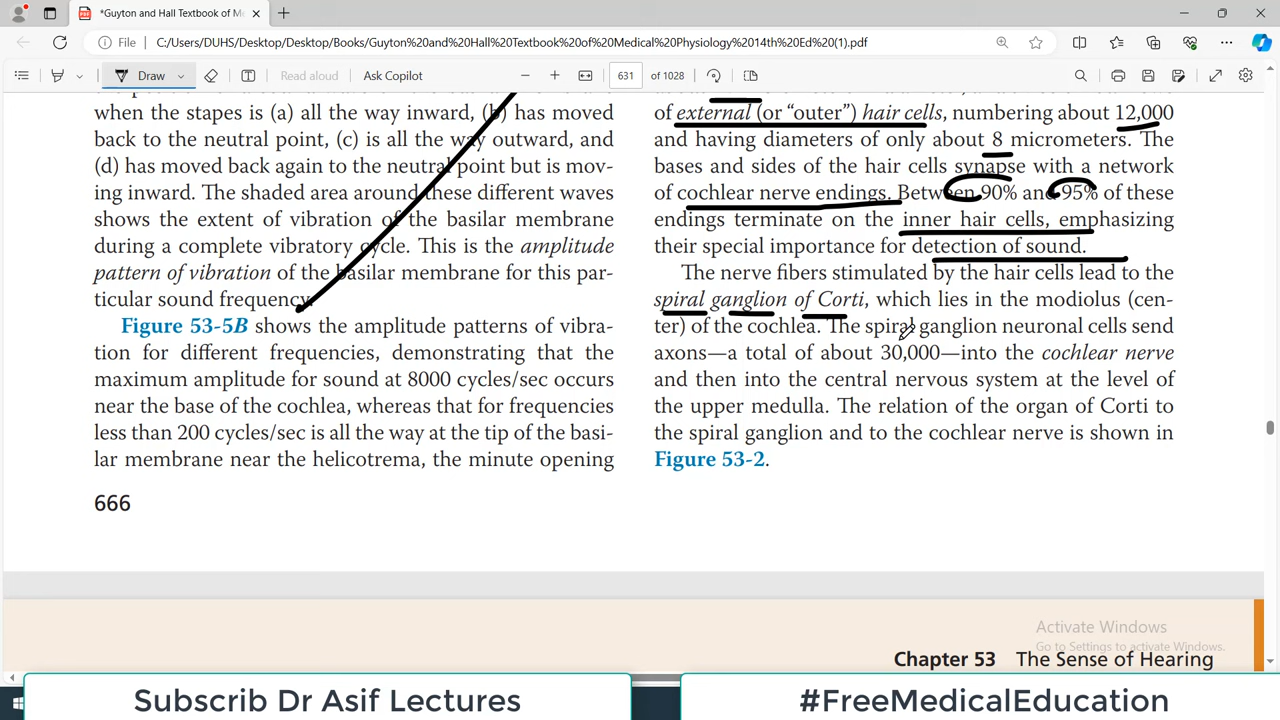 *Guyton and Hall Textbook of Me
File
C:/Users/DUHS/Desktop/Desktop/Books/Guyton%20and%20Hall%20Textbook%20of%20Medical%20Physiology%2014th%20Ed%20(1).pdf
Draw
Read aloud
Ask Copilot
631 of 1028
when the stapes is (a) all the way inward, (b) has moved
back to the neutral point, (c) is all the way outward, and
(d) has moved back again to the neutral point but is mov-
ing inward. The shaded area around these different waves
shows the extent of vibration of the basilar membrane
during a complete vibratory cycle. This is the amplitude
pattern of vibration of the basilar membrane for this par-
ticular sound frequency.
Figure 53-5B shows the amplitude patterns of vibra-
tion for different frequencies, demonstrating that the
maximum amplitude for sound at 8000 cycles/sec occurs
near the base of the cochlea, whereas that for frequencies
less than 200 cycles/sec is all the way at the tip of the basi-
lar membrane near the helicotrema, the minute opening
666
of external (or “outer”) hair cells, numbering about 12,000
and having diameters of only about 8 micrometers. The
bases and sides of the hair cells synapse with a network
of cochlear nerve endings. Between 90% and 95% of these
endings terminate on the inner hair cells, emphasizing
their special importance for detection of sound.
The nerve fibers stimulated by the hair cells lead to the
spiral ganglion of Corti, which lies in the modiolus (cen-
ter) of the cochlea. The spiral ganglion neuronal cells send
axons—a total of about 30,000—into the cochlear nerve
and then into the central nervous system at the level of
the upper medulla. The relation of the organ of Corti to
the spiral ganglion and to the cochlear nerve is shown in
Figure 53-2.
Activate Windows
Go to Settings to activate Windows.
Chapter 53 The Sense of Hearing
Subscrib Dr Asif Lectures
#FreeMedicalEducation